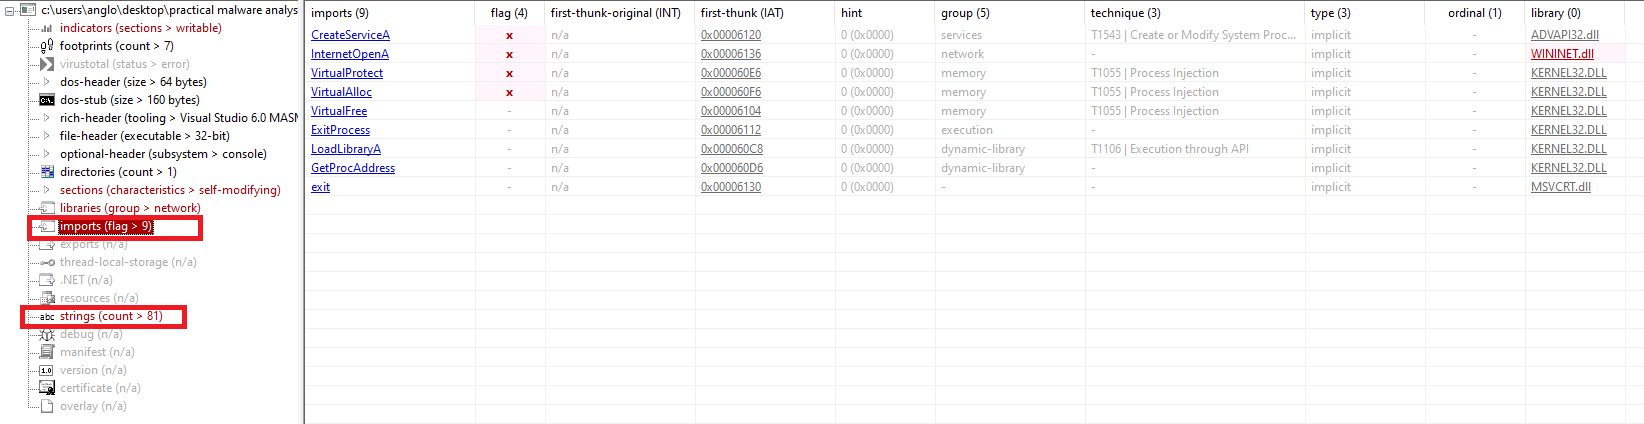 c:\users\anglo\desktop\practical malware analys
indicators (sections > writable)
footprints (count > 7)
virustotal (status > error)
dos-header (size > 64 bytes)
dos-stub (size > 160 bytes)
rich-header (tooling > Visual Studio 6.0 MASM
file-header (executable > 32-bit)
optional-header (subsystem > console)
directories (count > 1)
sections (characteristics > self-modifying)
libraries (group > network)
imports (flag > 9)
exports (n/a)
thread-local-storage (n/a)
.NET (n/a)
resources (n/a)
abc strings (count > 81)
debug (n/a)
manifest (n/a)
1.0 version (n/a)
certificate (n/a)
overlay (n/a)
imports (9) flag (4) first-thunk-original (INT) first-thunk (IAT) hint group (5) technique (3) type (3) ordinal (1) library (0)
CreateServiceA x n/a 0x00006120 0 (0x0000) services T1543 | Create or Modify System Proc... implicit - ADVAPI32.dll
InternetOpenA x n/a 0x00006136 0 (0x0000) network - implicit - WININET.dll
VirtualProtect x n/a 0x000060E6 0 (0x0000) memory T1055 | Process Injection implicit - KERNEL32.DLL
VirtualAlloc x n/a 0x000060F6 0 (0x0000) memory T1055 | Process Injection implicit - KERNEL32.DLL
VirtualFree - n/a 0x00006104 0 (0x0000) memory T1055 | Process Injection implicit - KERNEL32.DLL
ExitProcess - n/a 0x00006112 0 (0x0000) execution - implicit - KERNEL32.DLL
LoadLibraryA - n/a 0x000060C8 0 (0x0000) dynamic-library T1106 | Execution through API implicit - KERNEL32.DLL
GetProcAddress - n/a 0x000060D6 0 (0x0000) dynamic-library - implicit - KERNEL32.DLL
exit - n/a 0x00006130 0 (0x0000) - - implicit - MSVCRT.dll